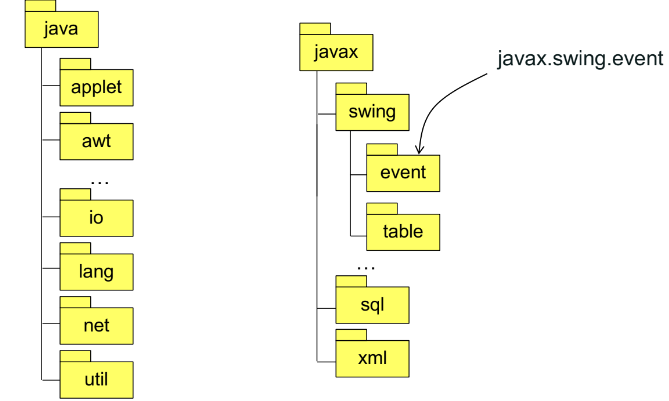 java
applet
awt
...
io
lang
net
util
javax
javax.swing.event
swing
event
table
...
sql
xml